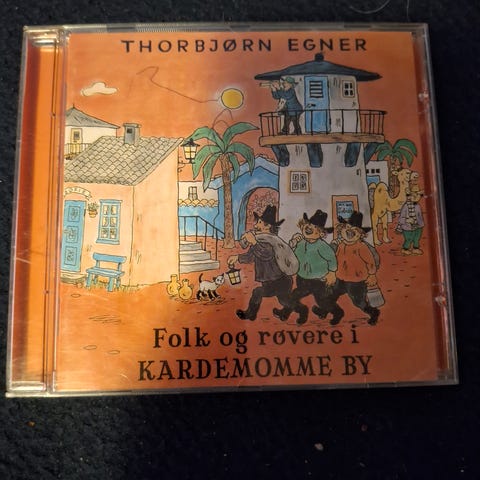 THORBJØRN EGNER
Folk og røvere i
KARDEMOMME BY